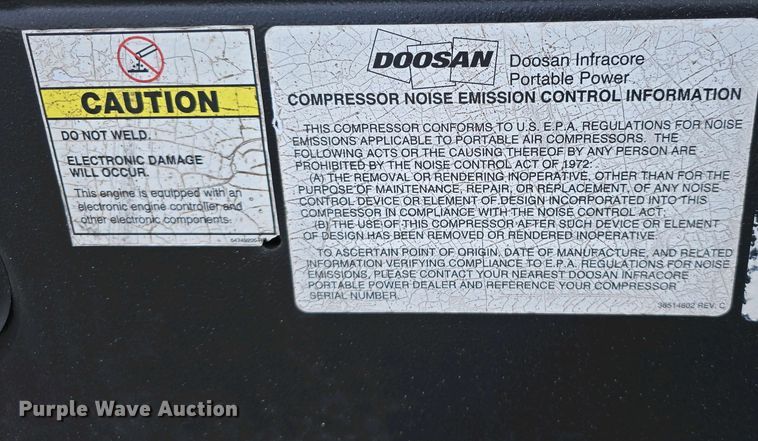 CAUTION
DO NOT WELD.
ELECTRONIC DAMAGE
WILL OCCUR.
This engine is equipped with an
electronic engine controller and
other electronic components.
DOOSAN
Doosan Infracore
Portable Power
COMPRESSOR NOISE EMISSION CONTROL INFORMATION
THIS COMPRESSOR CONFORMS TO U.S. E.P.A. REGULATIONS FOR NOISE
EMISSIONS APPLICABLE TO PORTABLE AIR COMPRESSORS. THE
FOLLOWING ACTS OR THE CAUSING THEREOF BY ANY PERSON ARE
PROHIBITED BY THE NOISE CONTROL ACT OF 1972:
(A) THE REMOVAL OR RENDERING INOPERATIVE, OTHER THAN FOR THE
PURPOSE OF MAINTENANCE, REPAIR, OR REPLACEMENT, OF ANY NOISE
CONTROL DEVICE OR ELEMENT OF DESIGN INCORPORATED INTO THIS
COMPRESSOR IN COMPLIANCE WITH THE NOISE CONTROL ACT;
(B) THE USE OF THIS COMPRESSOR AFTER SUCH DEVICE OR ELEMENT
OF DESIGN HAS BEEN REMOVED OR RENDERED INOPERATIVE.
TO ASCERTAIN POINT OF ORIGIN, DATE OF MANUFACTURE, AND RELATED
INFORMATION VERIFYING COMPLIANCE TO E.P.A. REGULATIONS FOR NOISE
EMISSIONS, PLEASE CONTACT YOUR NEAREST DOOSAN INFRACORE
PORTABLE POWER DEALER AND REFERENCE YOUR COMPRESSOR
SERIAL NUMBER.
36514602 REV. C
Purple Wave Auction